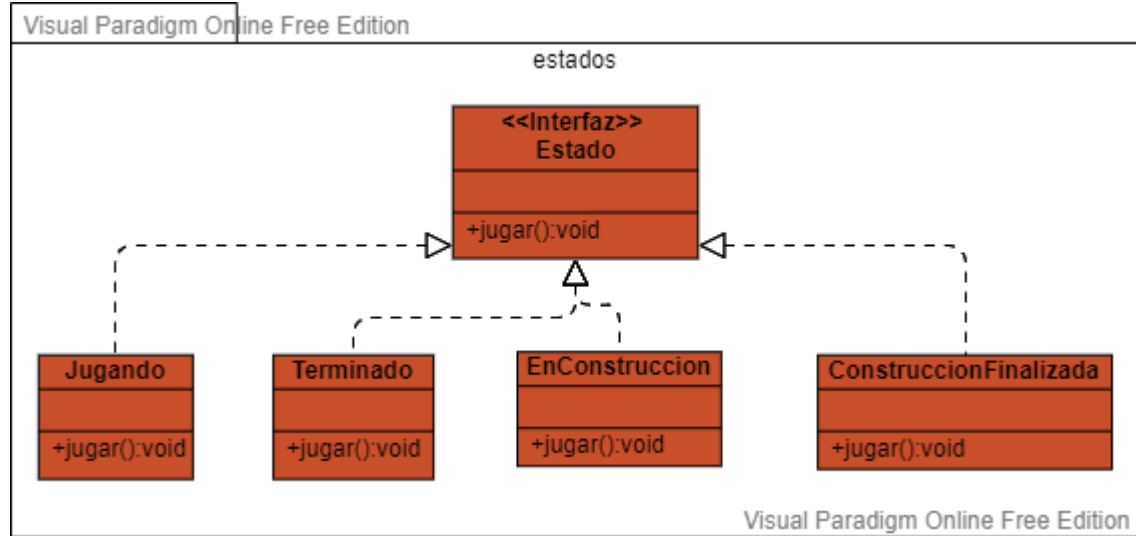 Visual Paradigm Online Free Edition
estados
<<Interfaz>>
Estado
+jugar():void
Jugando
+jugar():void
Terminado
+jugar():void
EnConstruccion
+jugar():void
ConstruccionFinalizada
+jugar():void
Visual Paradigm Online Free Edition